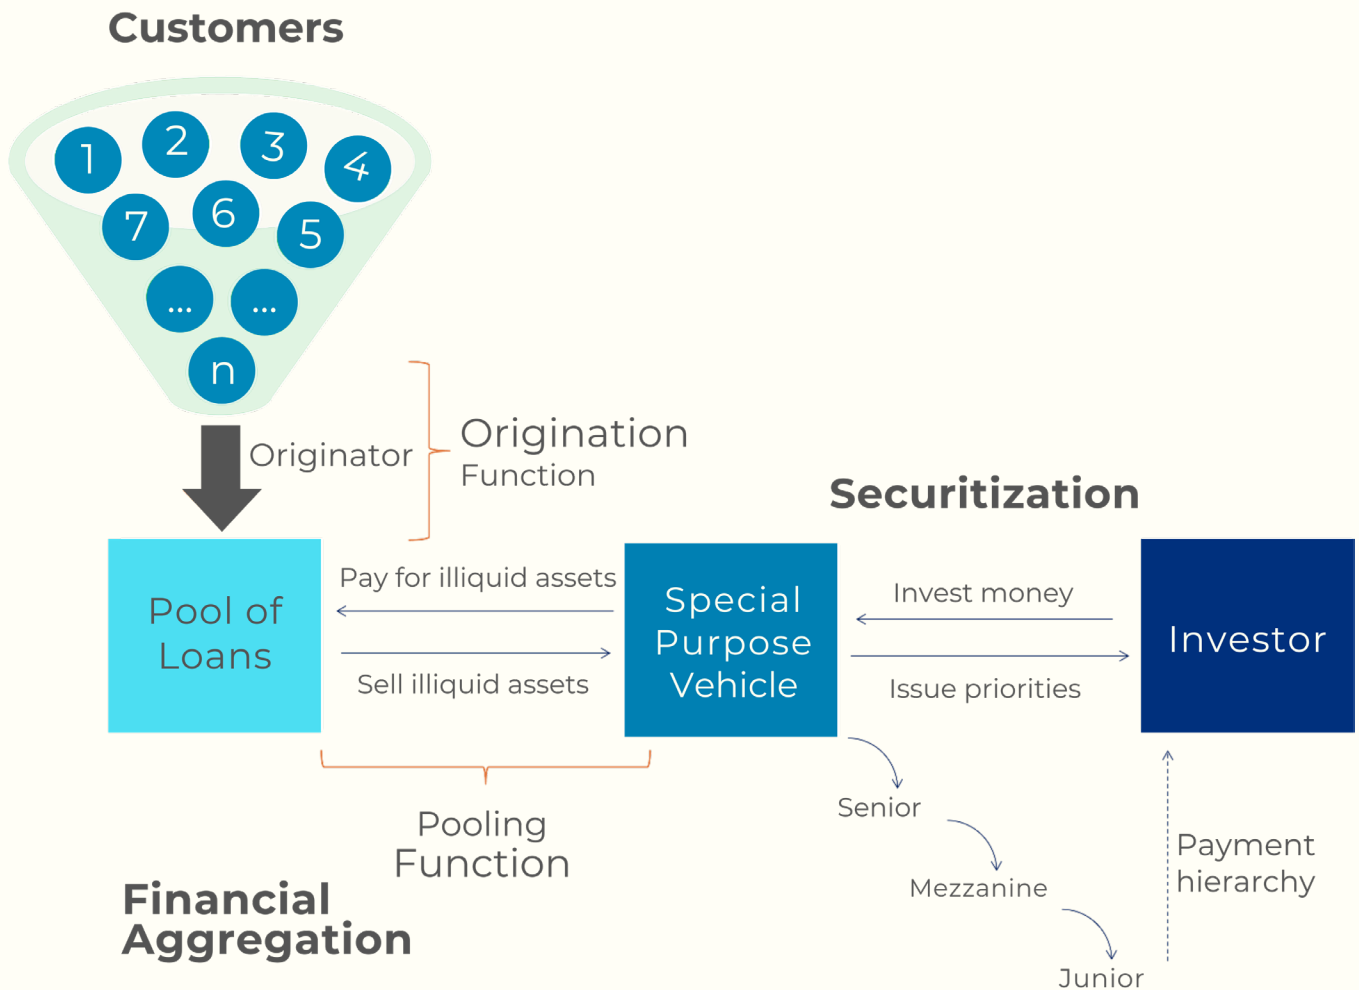 Customers
1
2
3
4
7
6
5
...
...
n
Originator
Origination
Function
Securitization
Pool of
Loans
Pay for illiquid assets
Sell illiquid assets
Special
Purpose
Vehicle
Invest money
Issue priorities
Investor
Pooling
Function
Senior
Mezzanine
Junior
Payment
hierarchy
Financial
Aggregation